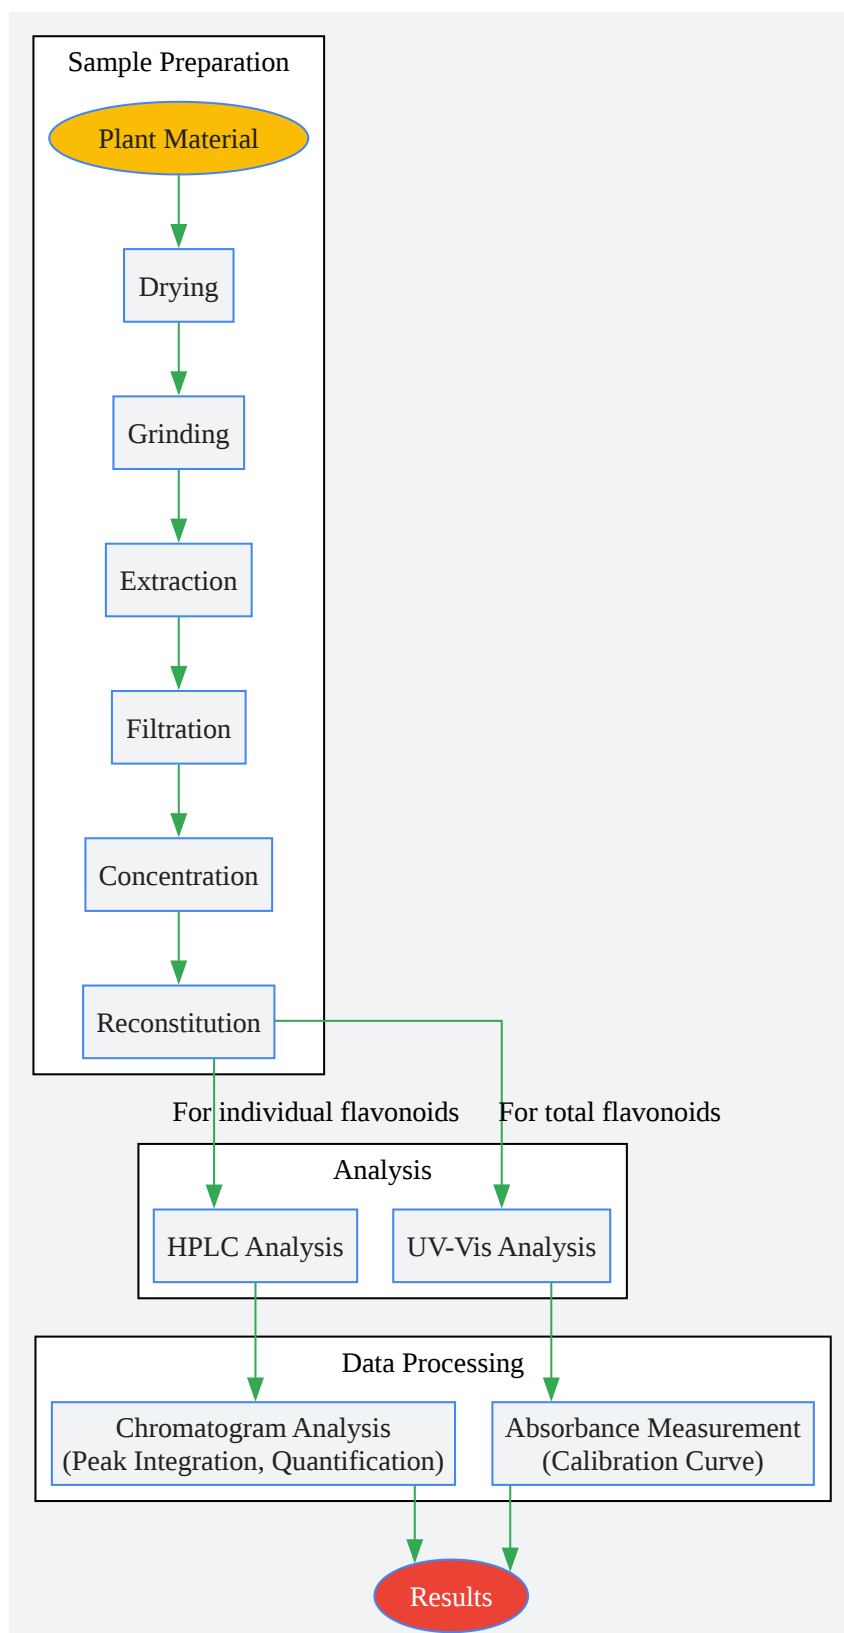 Sample Preparation
Plant Material
Drying
Grinding
Extraction
Filtration
Concentration
Reconstitution
For individual flavonoids
For total flavonoids
Analysis
HPLC Analysis
UV-Vis Analysis
Data Processing
Chromatogram Analysis
(Peak Integration, Quantification)
Absorbance Measurement
(Calibration Curve)
Results